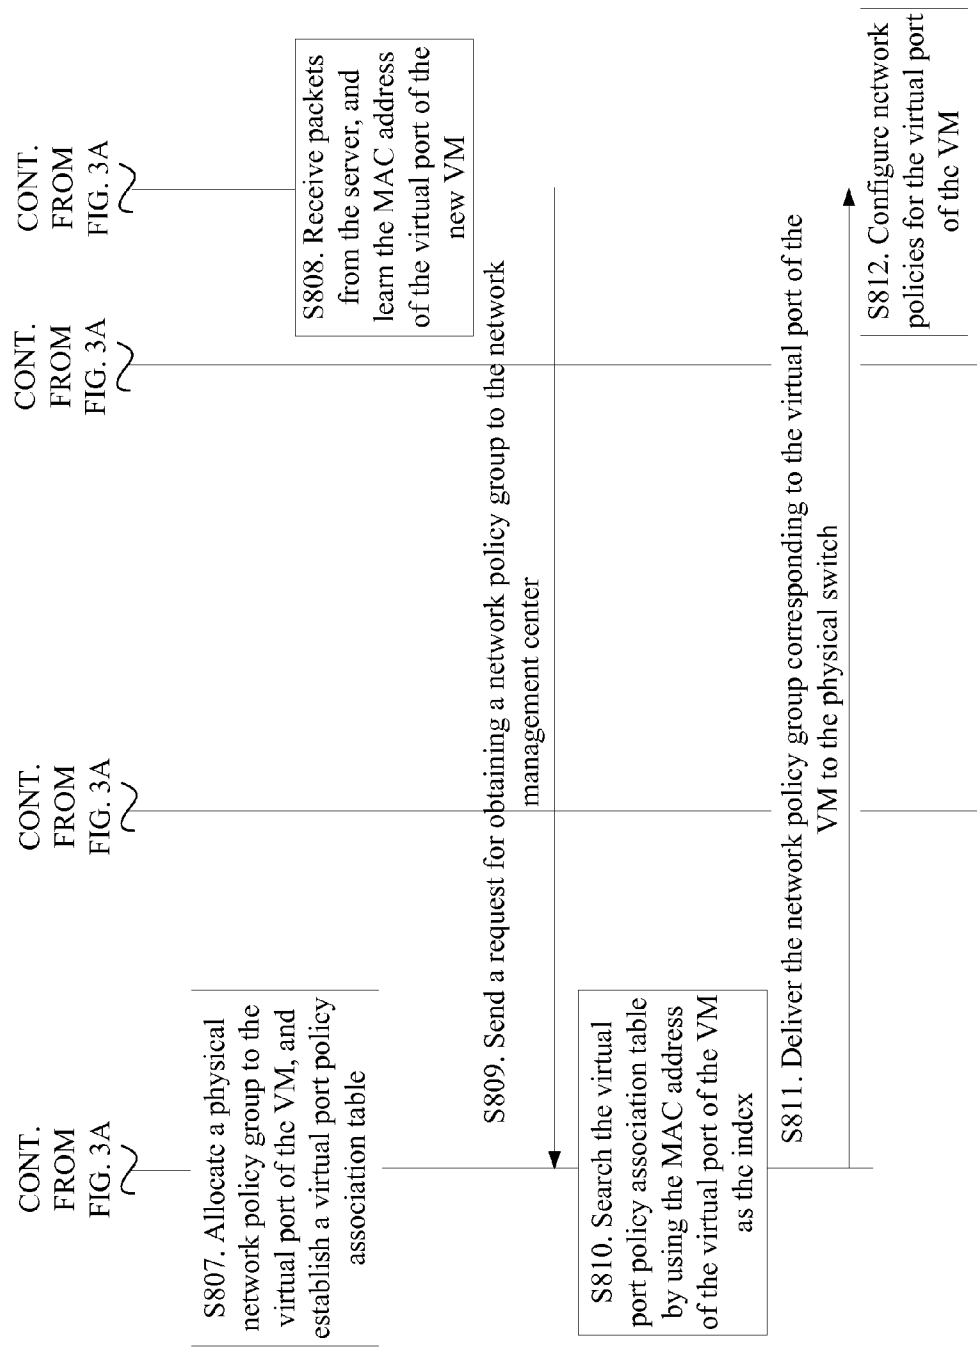 CONT.
FROM
FIG. 3A
CONT.
FROM
FIG. 3A
CONT.
FROM
FIG. 3A
CONT.
FROM
FIG. 3A
S807. Allocate a physical
network policy group to the
virtual port of the VM, and
establish a virtual port policy
association table
S808. Receive packets
from the server, and
learn the MAC address
of the virtual port of the
new VM
S809. Send a request for obtaining a network policy group to the network
management center
S810. Search the virtual
port policy association table
by using the MAC address
of the virtual port of the VM
as the index
S811. Deliver the network policy group corresponding to the virtual port of the
VM to the physical switch
S812. Configure network
policies for the virtual port
of the VM